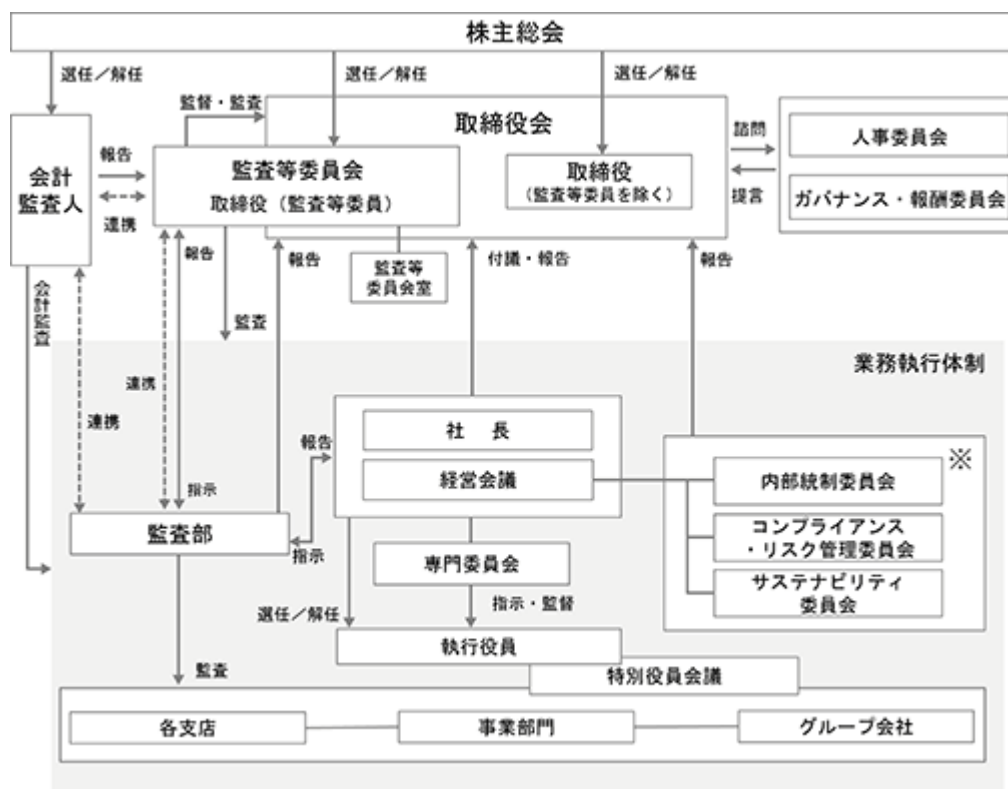 株主総会
選任／解任
選任／解任
選任／解任
監督・監査
取締役会
諮問
人事委員会
会計
監査人
報告
監査等委員会
取締役（監査等委員）
取締役
（監査等委員を除く）
提言
ガバナンス・報酬委員会
連携
報告
報告
監査等
委員会室
付議・報告
報告
会計監査
監査
業務執行体制
連携
連携
社　長
報告
経営会議
※
内部統制委員会
指示
監査部
指示
コンプライアンス
・リスク管理委員会
専門委員会
サステナビリティ
委員会
選任／解任
指示・監督
執行役員
監査
特別役員会議
各支店
事業部門
グループ会社